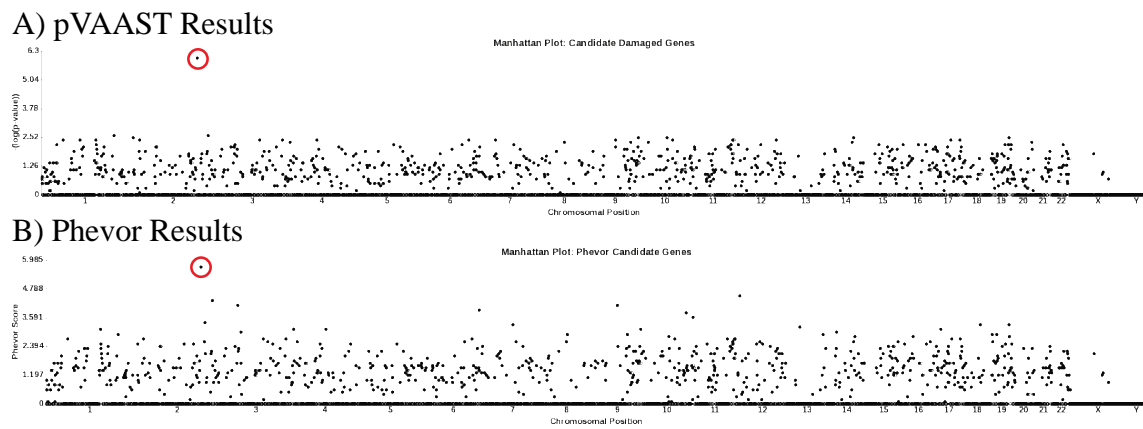 A) pVAAST Results
Manhattan Plot: Candidate Damaged Genes
6.3
5.04
3.78
2.52
1.26
0
(log(p-value))
1 2 3 4 5 6 7 8 9 10 11 12 13 14 15 16 17 18 19 20 21 22 X Y
Chromosomal Position
B) Phevor Results
Manhattan Plot: Phevor Candidate Genes
5.985
4.788
3.591
2.394
1.197
0
Phevor Score
1 2 3 4 5 6 7 8 9 10 11 12 13 14 15 16 17 18 19 20 21 22 X Y
Chromosomal Position